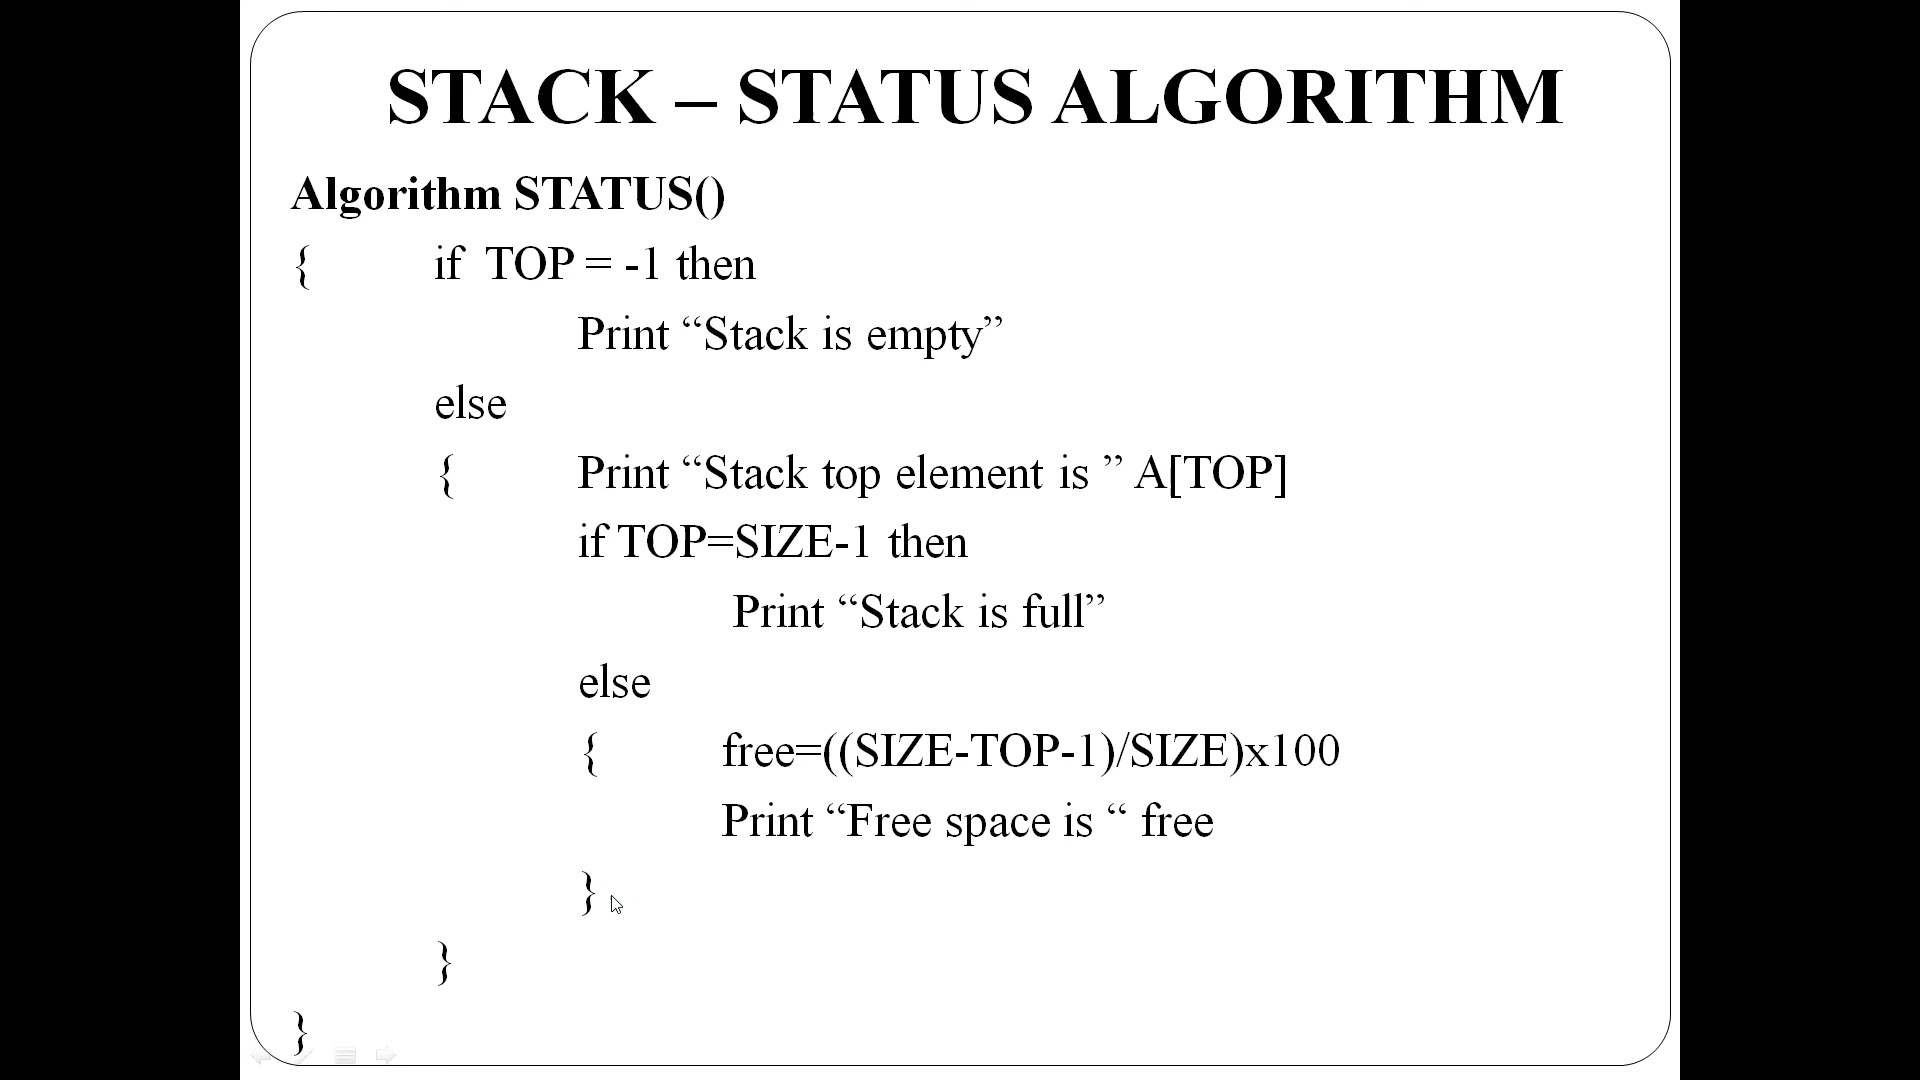 STACK – STATUS ALGORITHM
Algorithm STATUS()
{ if TOP = -1 then
Print “Stack is empty”
else
{ Print “Stack top element is ” A[TOP]
if TOP=SIZE-1 then
Print “Stack is full”
else
{ free=((SIZE-TOP-1)/SIZE)x100
Print “Free space is “ free
}
}
}